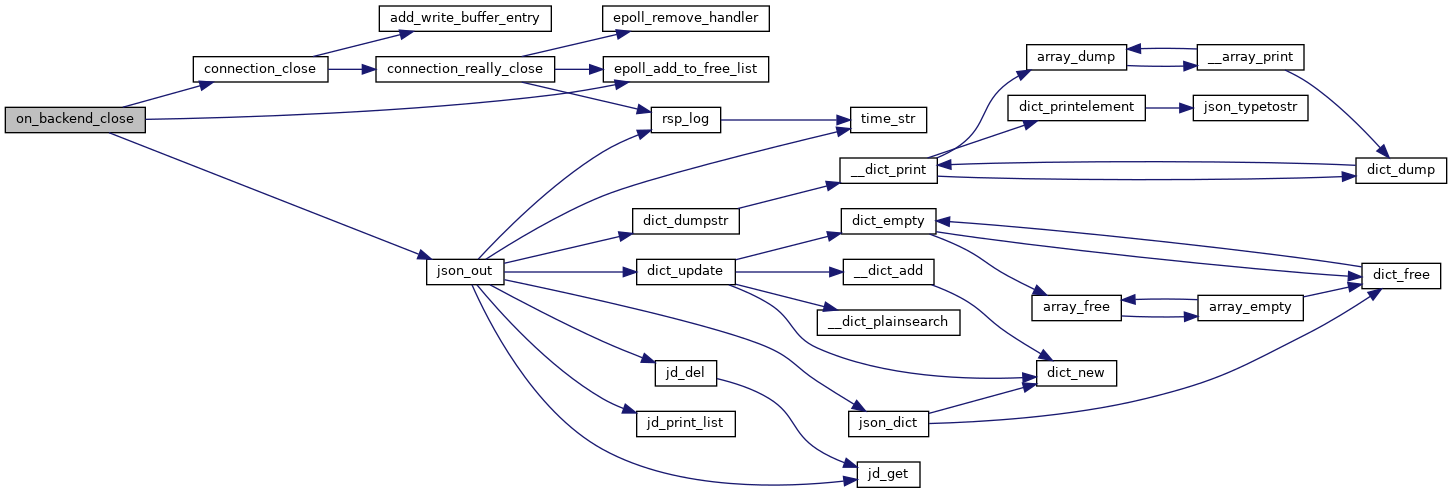 on_backend_close
connection_close
add_write_buffer_entry
connection_really_close
epoll_remove_handler
epoll_add_to_free_list
rsp_log
time_str
json_out
dict_dumpstr
__dict_print
array_dump
__array_print
dict_printelement
json_typetostr
dict_dump
dict_update
dict_empty
__dict_add
__dict_plainsearch
array_free
array_empty
dict_free
dict_new
jd_del
jd_print_list
json_dict
jd_get